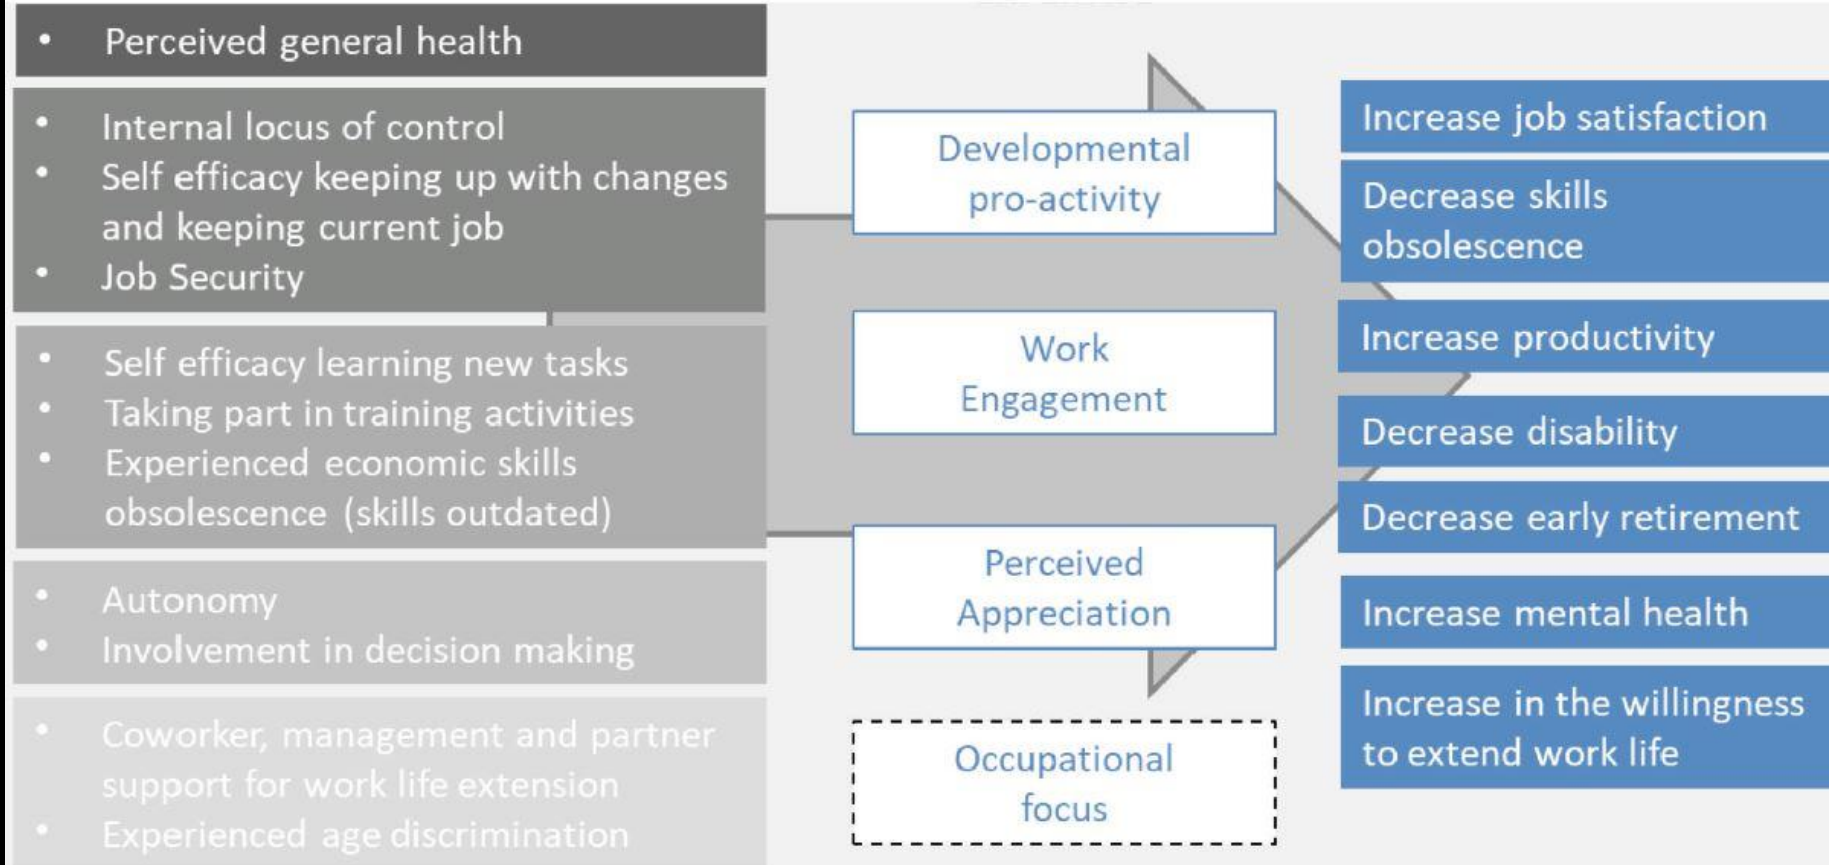 • Perceived general health
• Internal locus of control
• Self efficacy keeping up with changes
and keeping current job
• Job Security
• Self efficacy learning new tasks
• Taking part in training activities
• Experienced economic skills
obsolescence (skills outdated)
• Autonomy
• Involvement in decision making
• Coworker, management and partner
support for work life extension
• Experienced age discrimination
Developmental
pro-activity
Work
Engagement
Perceived
Appreciation
Occupational
focus
Increase job satisfaction
Decrease skills
obsolescence
Increase productivity
Decrease disability
Decrease early retirement
Increase mental health
Increase in the willingness
to extend work life